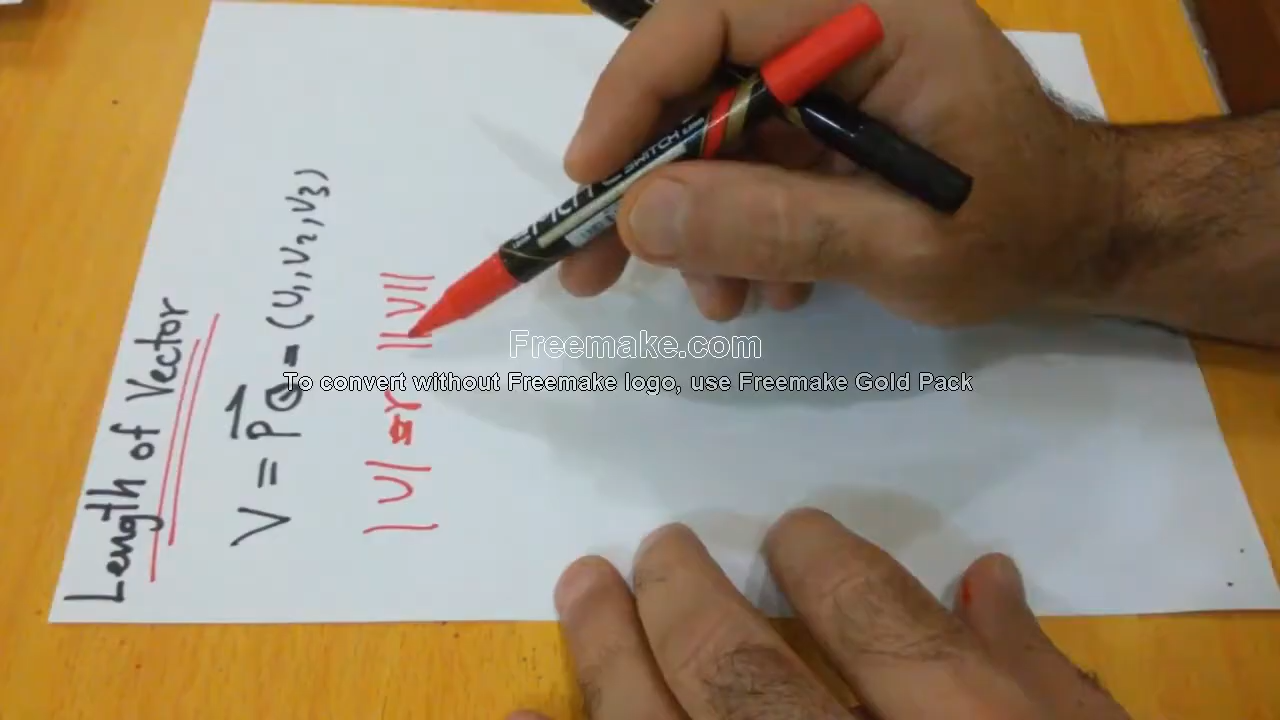 Length of Vector
V = PQ = (V1, V2, V3)
|V| or ||V||
SWITCH
Freemake.com
To convert without Freemake logo, use Freemake Gold Pack